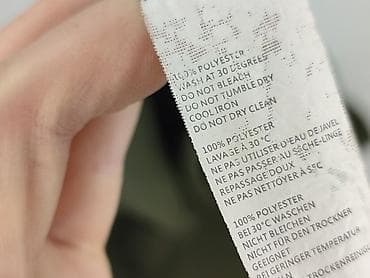 100% POLYESTER
WASH AT 30 DEGREES
DO NOT BLEACH
DO NOT TUMBLE DRY
COOL IRON
DO NOT DRY CLEAN
100% POLYESTER
LAVAGE À 30°C
NE PAS UTILISER D'EAU DE JAVEL
NE PAS PASSER AU SÈCHE-LINGE
REPASSAGE DOUX
NE PAS NETTOYER À SEC
100% POLYESTER
BEI 30°C WASCHEN
NICHT BLEICHEN
NICHT FÜR DEN TROCKNER
GEEIGNET
BEI GERINGER TEMPERATUR
TROCKENREINIG